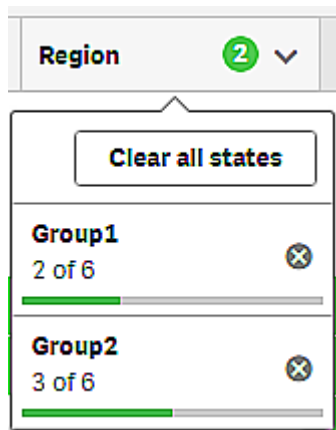 Region 2
Clear all states
Group1
2 of 6
Group2
3 of 6